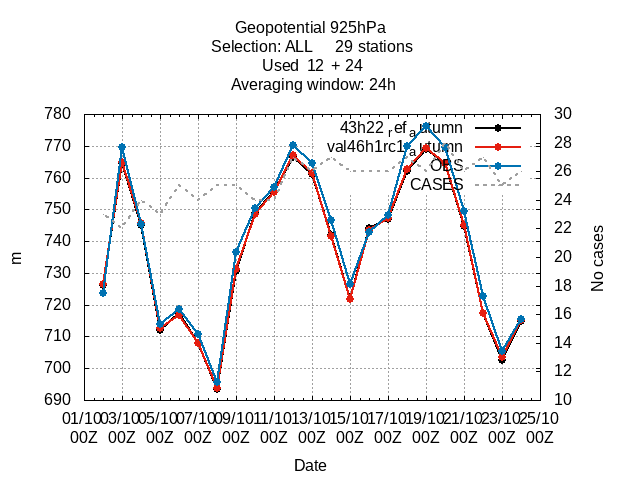 Geopotential 925hPa
Selection: ALL 29 stations
Used 12 + 24
Averaging window: 24h
780
770
760
750
740
730
720
710
700
690
30
28
26
24
22
20
18
16
14
12
10
43h22ref_autumn
val46h1rc1_autumn
OBS
CASES
m
No cases
01/10 03/10 05/10 07/10 09/10 11/10 13/10 15/10 17/10 19/10 21/10 23/10 25/10
00Z 00Z 00Z 00Z 00Z 00Z 00Z 00Z 00Z 00Z 00Z 00Z 00Z
Date